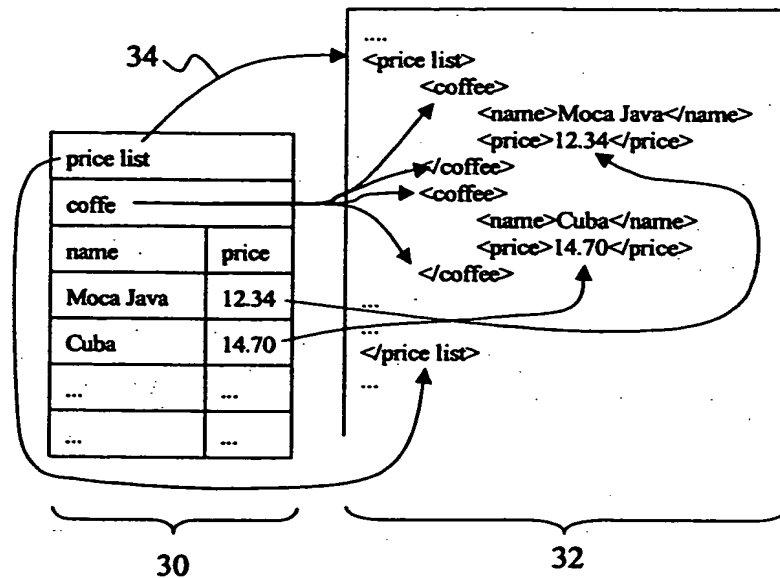 34
price list
coffe
name price
Moca Java 12.34
Cuba 14.70
... ...
... ...
30
....
<price list>
<coffee>
<name>Moca Java</name>
<price>12.34</price>
</coffee>
<coffee>
<name>Cuba</name>
<price>14.70</price>
</coffee>
...
...
</price list>
...
32